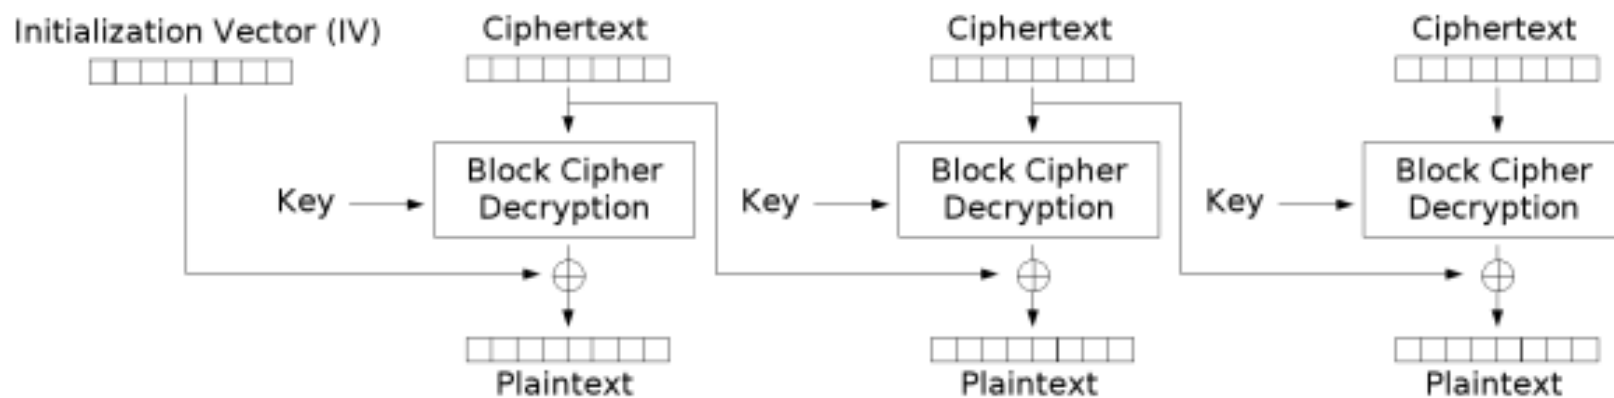 Initialization Vector (IV)
Ciphertext
Ciphertext
Ciphertext
Key
Block Cipher
Decryption
Key
Block Cipher
Decryption
Key
Block Cipher
Decryption
Plaintext
Plaintext
Plaintext